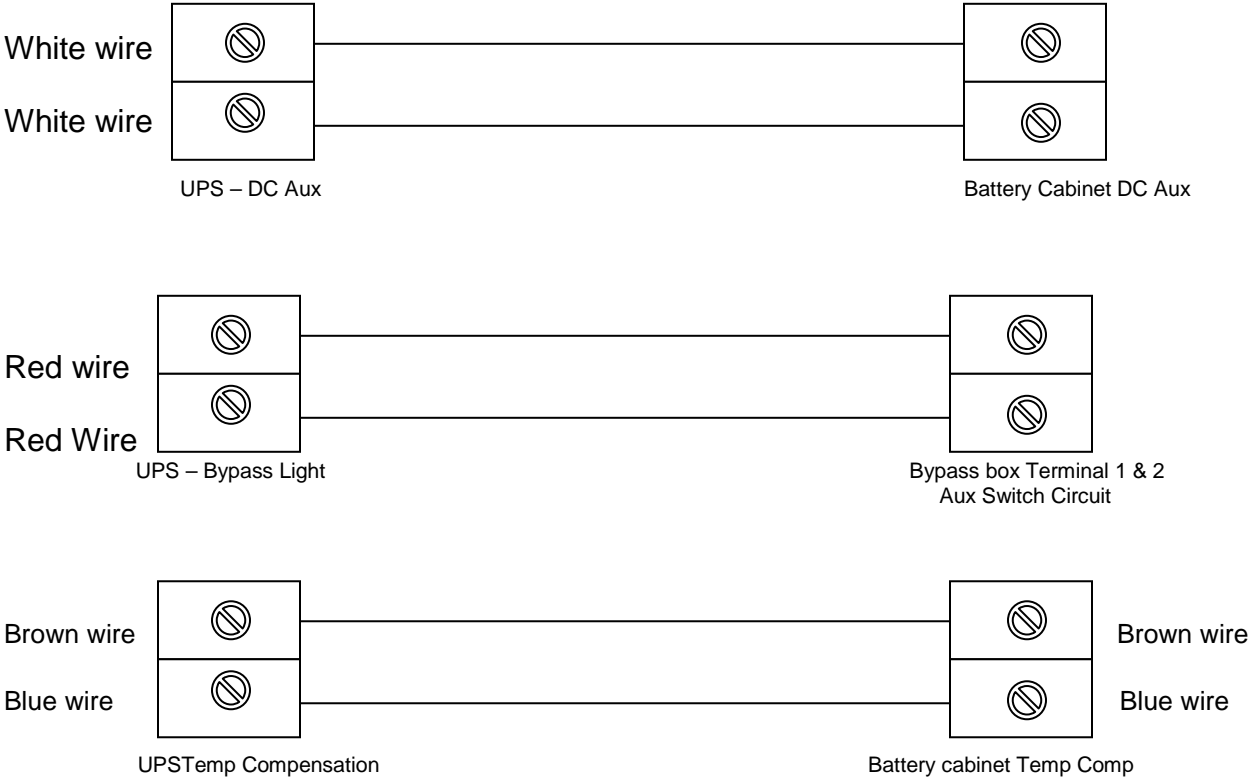 White wire
White wire
UPS – DC Aux
Battery Cabinet DC Aux
Red wire
Red Wire
UPS – Bypass Light
Bypass box Terminal 1 & 2
Aux Switch Circuit
Brown wire
Brown wire
Blue wire
Blue wire
UPSTemp Compensation
Battery cabinet Temp Comp